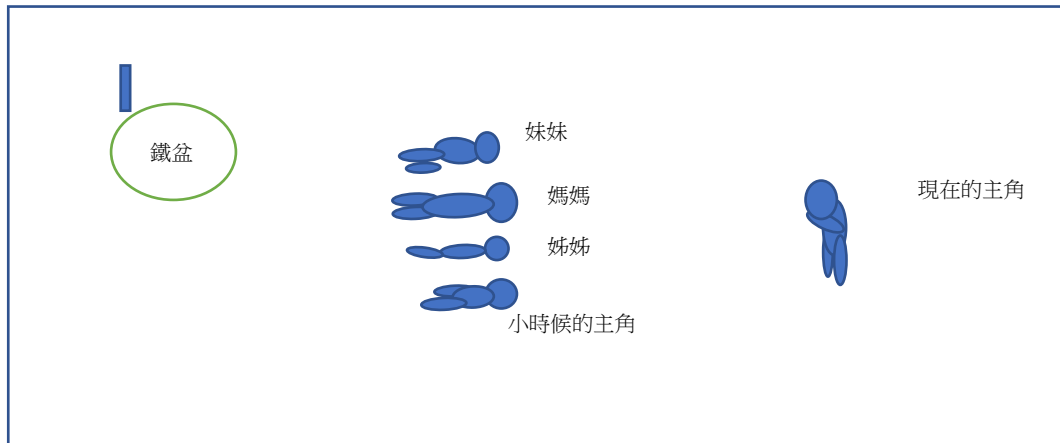 妹妹
鐵盆
媽媽
現在的主角
姊姊
小時候的主角